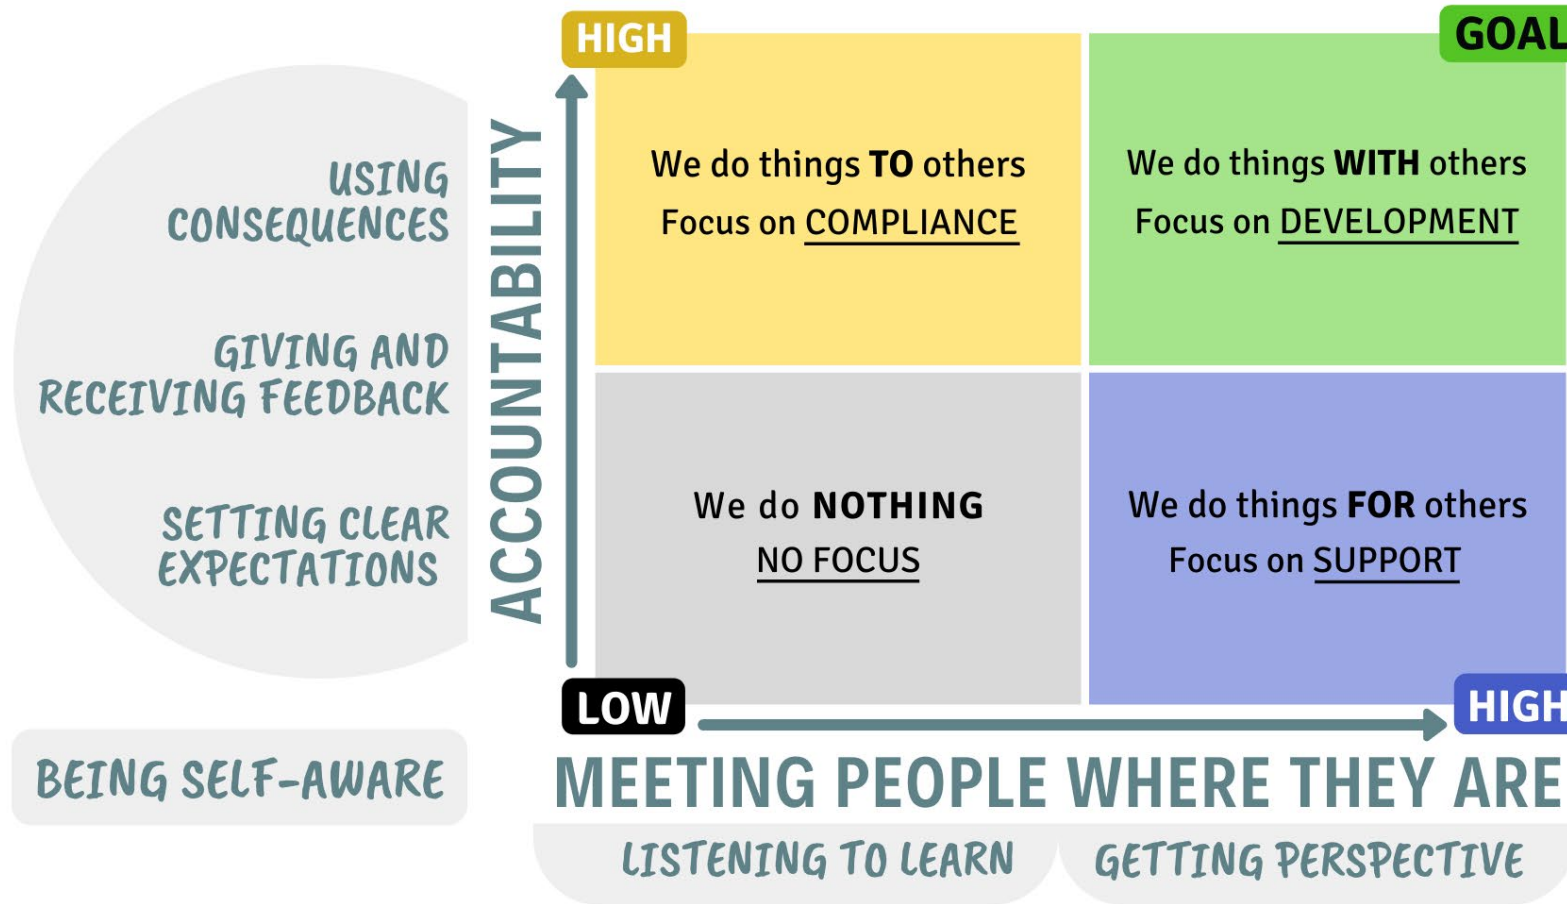 HIGH
GOAL
We do things TO others
Focus on COMPLIANCE
We do things WITH others
Focus on DEVELOPMENT
USING
CONSEQUENCES
GIVING AND
RECEIVING FEEDBACK
SETTING CLEAR
EXPECTATIONS
ACCOUNTABILITY
We do NOTHING
NO FOCUS
We do things FOR others
Focus on SUPPORT
LOW
HIGH
BEING SELF-AWARE
MEETING PEOPLE WHERE THEY ARE
LISTENING TO LEARN
GETTING PERSPECTIVE